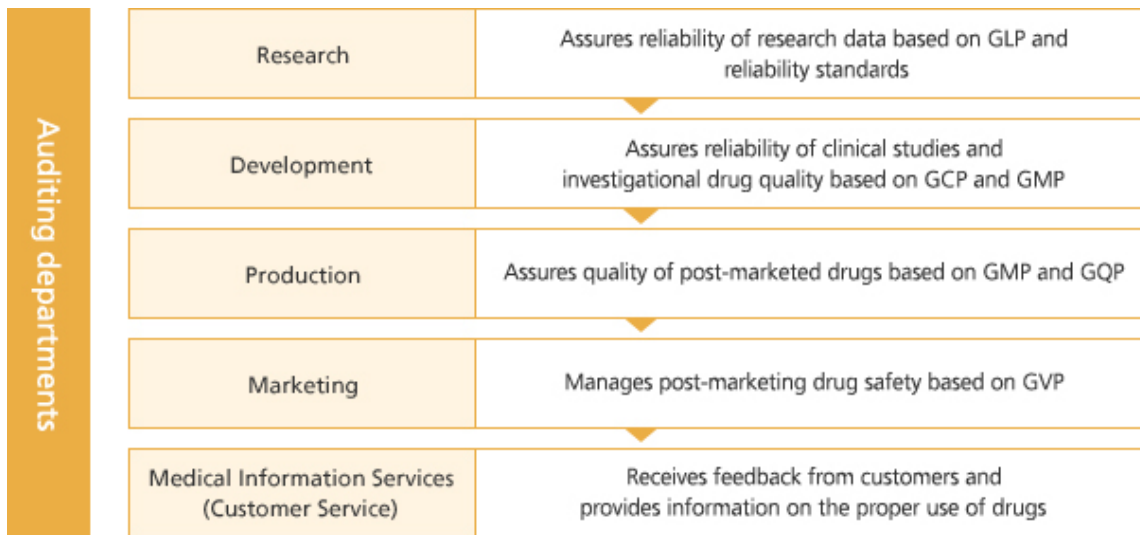 Auditing departments
Research
Assures reliability of research data based on GLP and
reliability standards
Development
Assures reliability of clinical studies and
investigational drug quality based on GCP and GMP
Production
Assures quality of post-marketed drugs based on GMP and GQP
Marketing
Manages post-marketing drug safety based on GVP
Medical Information Services
(Customer Service)
Receives feedback from customers and
provides information on the proper use of drugs